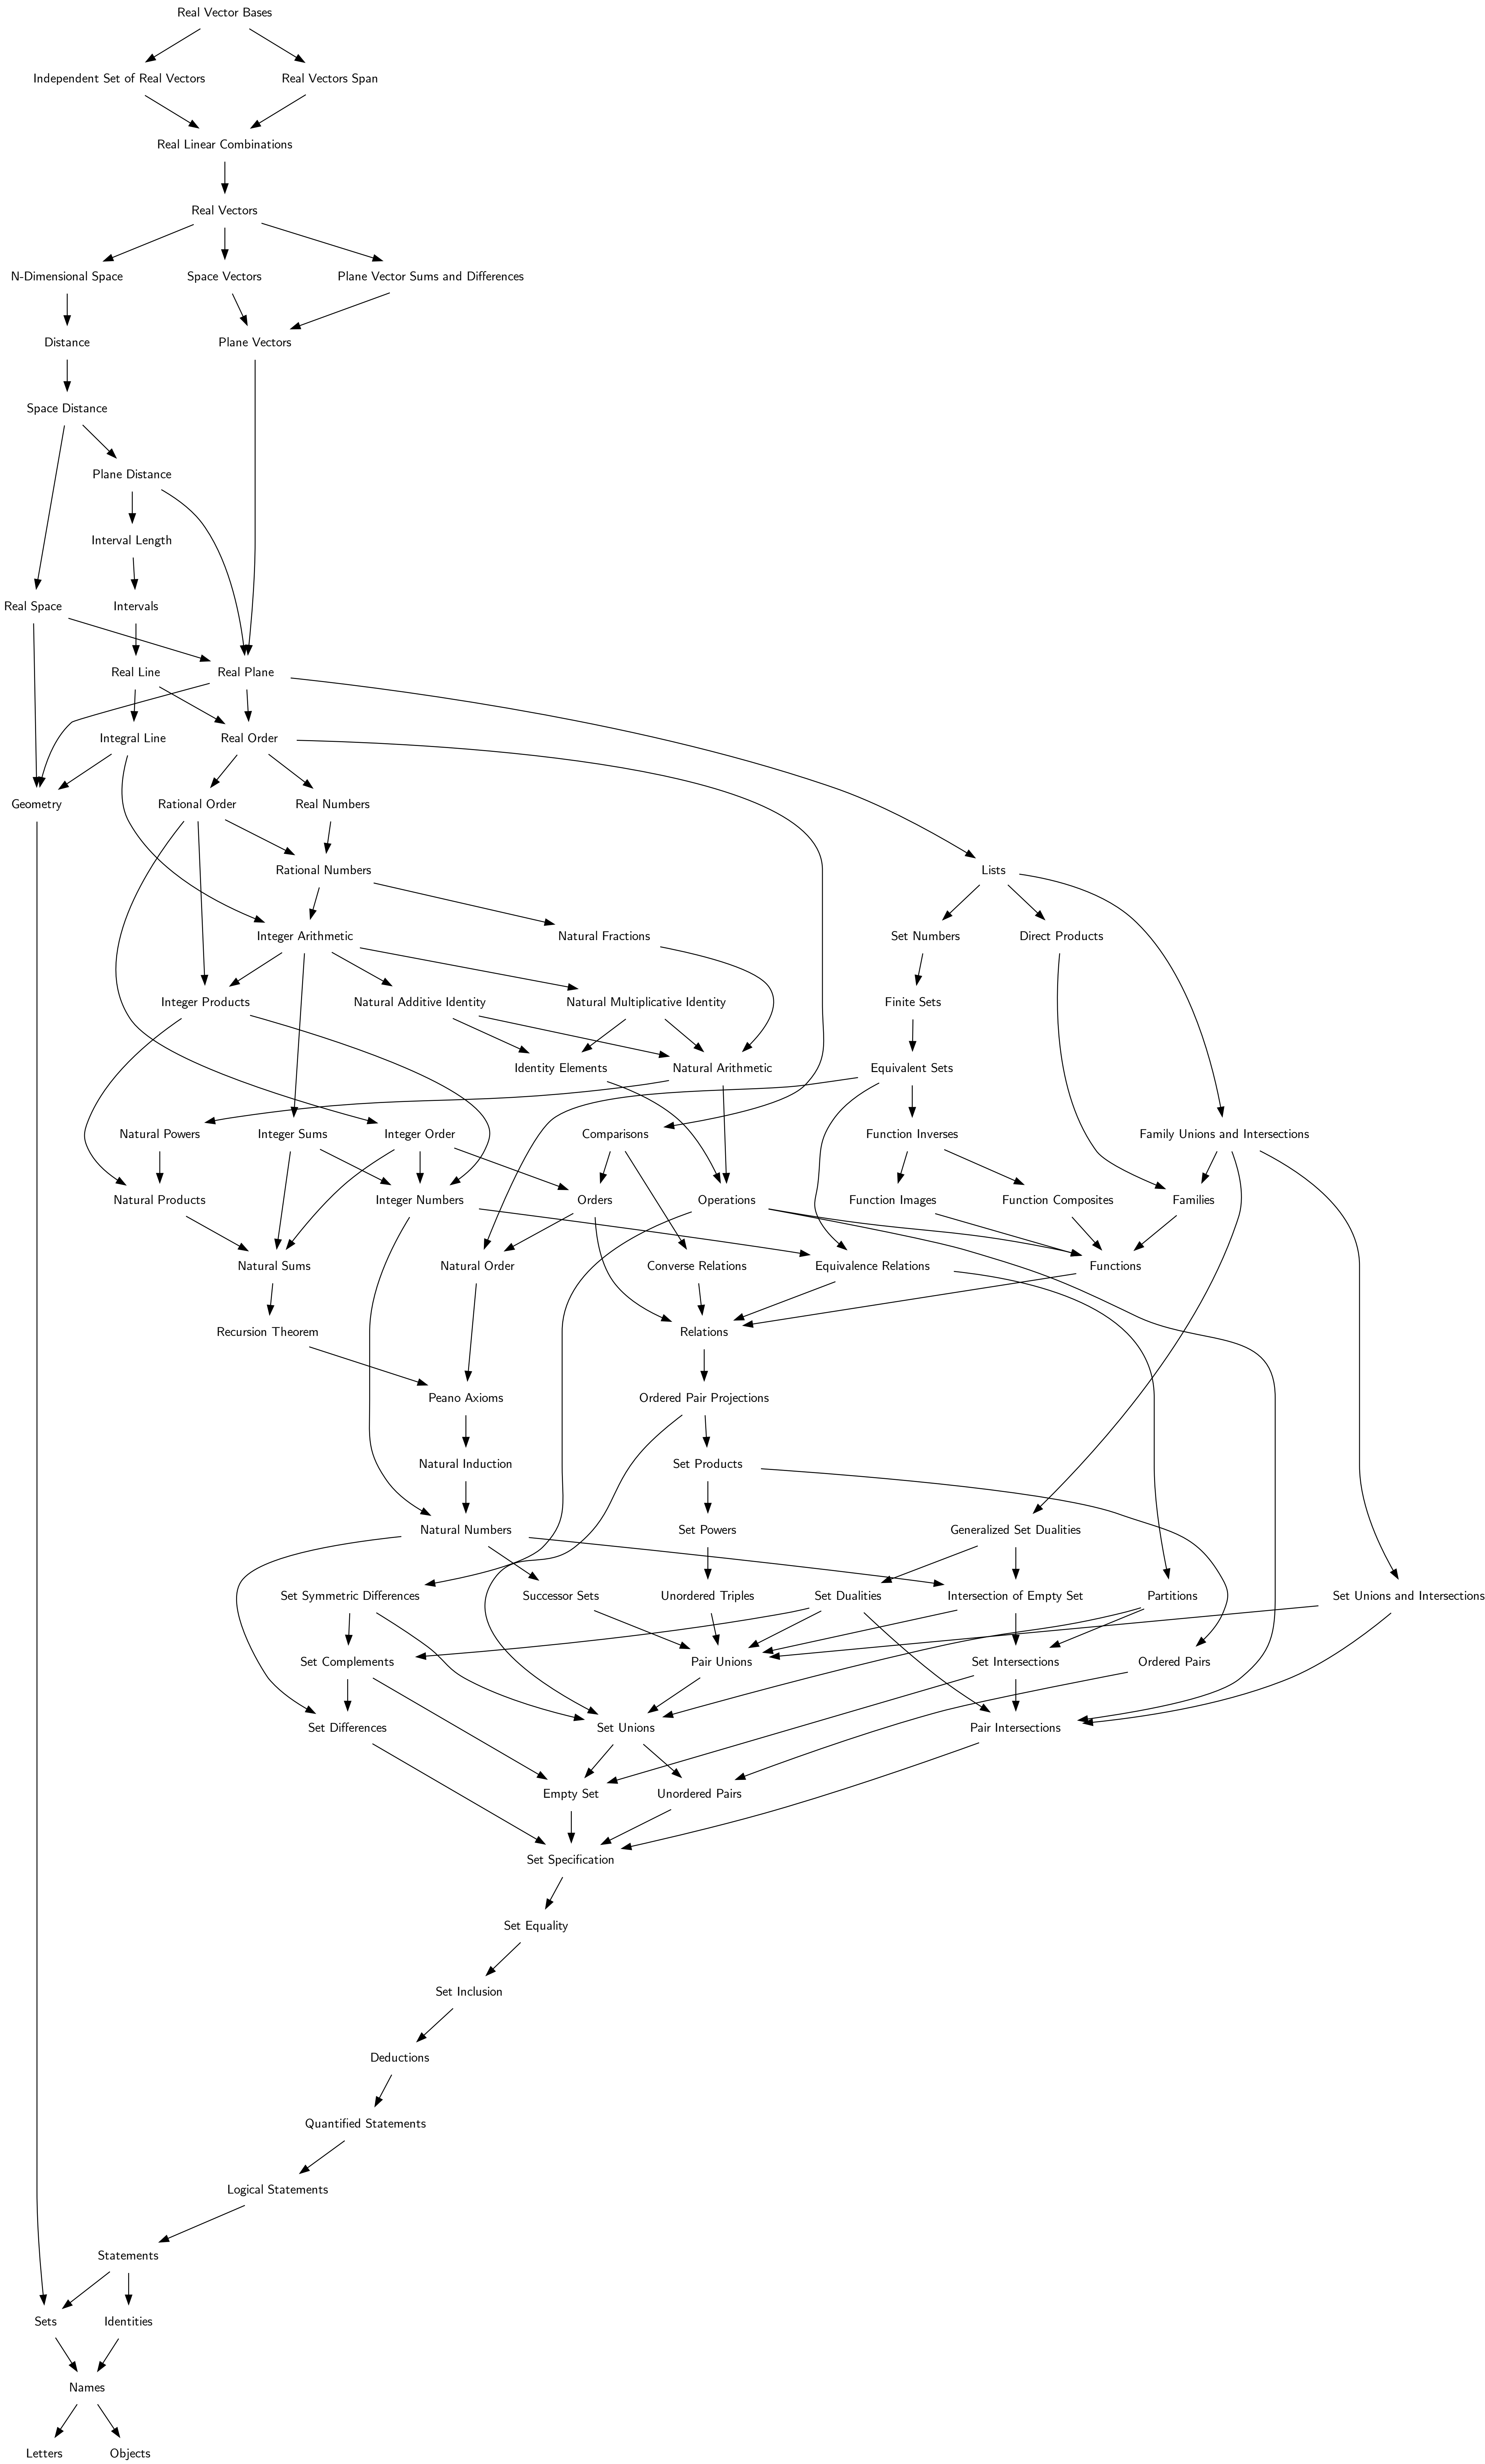 Real Vector Bases
Independent Set of Real Vectors
Real Vectors Span
Real Linear Combinations
Real Vectors
N-Dimensional Space
Space Vectors
Plane Vector Sums and Differences
Distance
Plane Vectors
Space Distance
Plane Distance
Interval Length
Real Space
Intervals
Real Line
Real Plane
Integral Line
Real Order
Geometry
Rational Order
Real Numbers
Rational Numbers
Lists
Integer Arithmetic
Natural Fractions
Set Numbers
Direct Products
Integer Products
Natural Additive Identity
Natural Multiplicative Identity
Finite Sets
Identity Elements
Natural Arithmetic
Equivalent Sets
Natural Powers
Integer Sums
Integer Order
Comparisons
Function Inverses
Family Unions and Intersections
Natural Products
Integer Numbers
Orders
Operations
Function Images
Function Composites
Families
Natural Sums
Natural Order
Converse Relations
Equivalence Relations
Functions
Recursion Theorem
Relations
Peano Axioms
Ordered Pair Projections
Natural Induction
Set Products
Natural Numbers
Set Powers
Generalized Set Dualities
Set Symmetric Differences
Successor Sets
Unordered Triples
Set Dualities
Intersection of Empty Set
Partitions
Set Unions and Intersections
Set Complements
Pair Unions
Set Intersections
Ordered Pairs
Set Differences
Set Unions
Pair Intersections
Empty Set
Unordered Pairs
Set Specification
Set Equality
Set Inclusion
Deductions
Quantified Statements
Logical Statements
Statements
Sets
Identities
Names
Letters
Objects